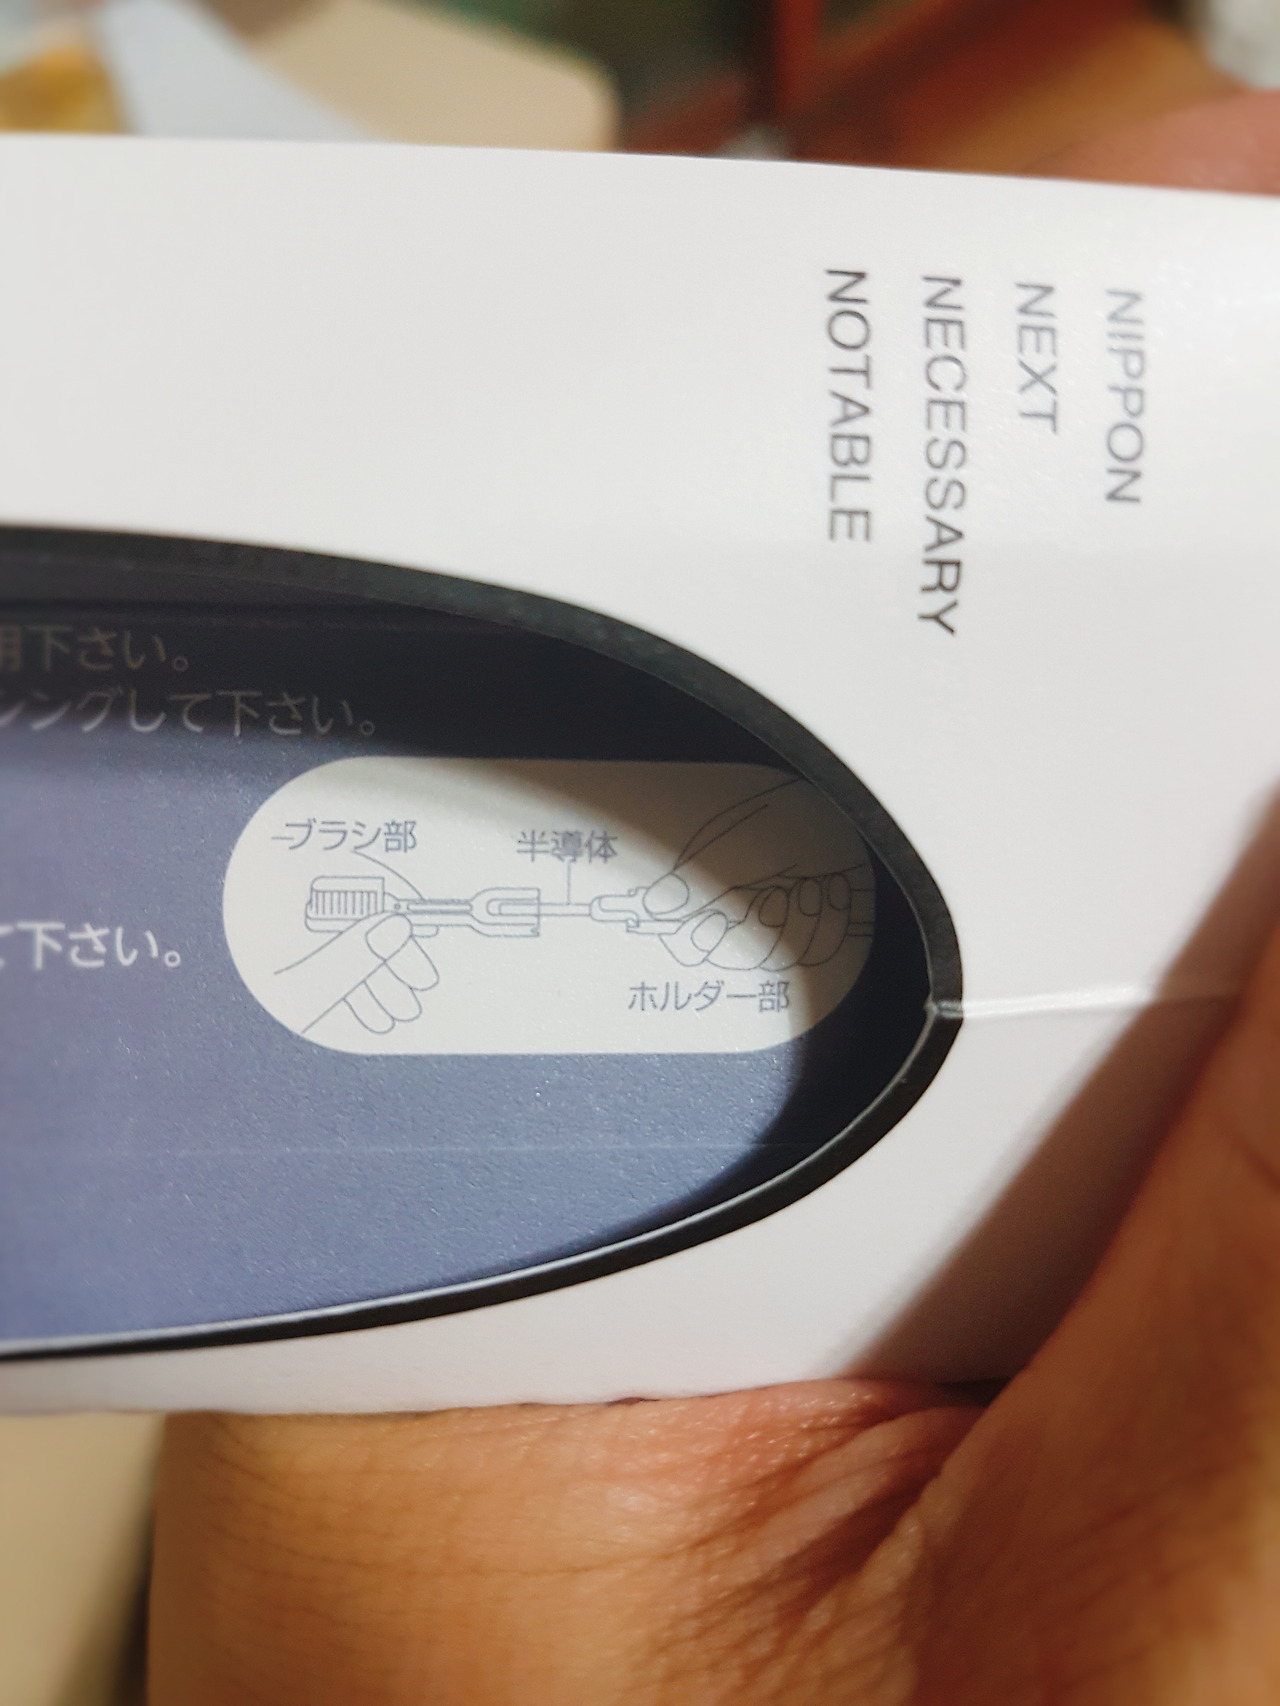 NIPPON
NEXT
NECESSARY
NOTABLE
用下さい。
シングして下さい。
て下さい。
ブラシ部
半導体
ホルダー部